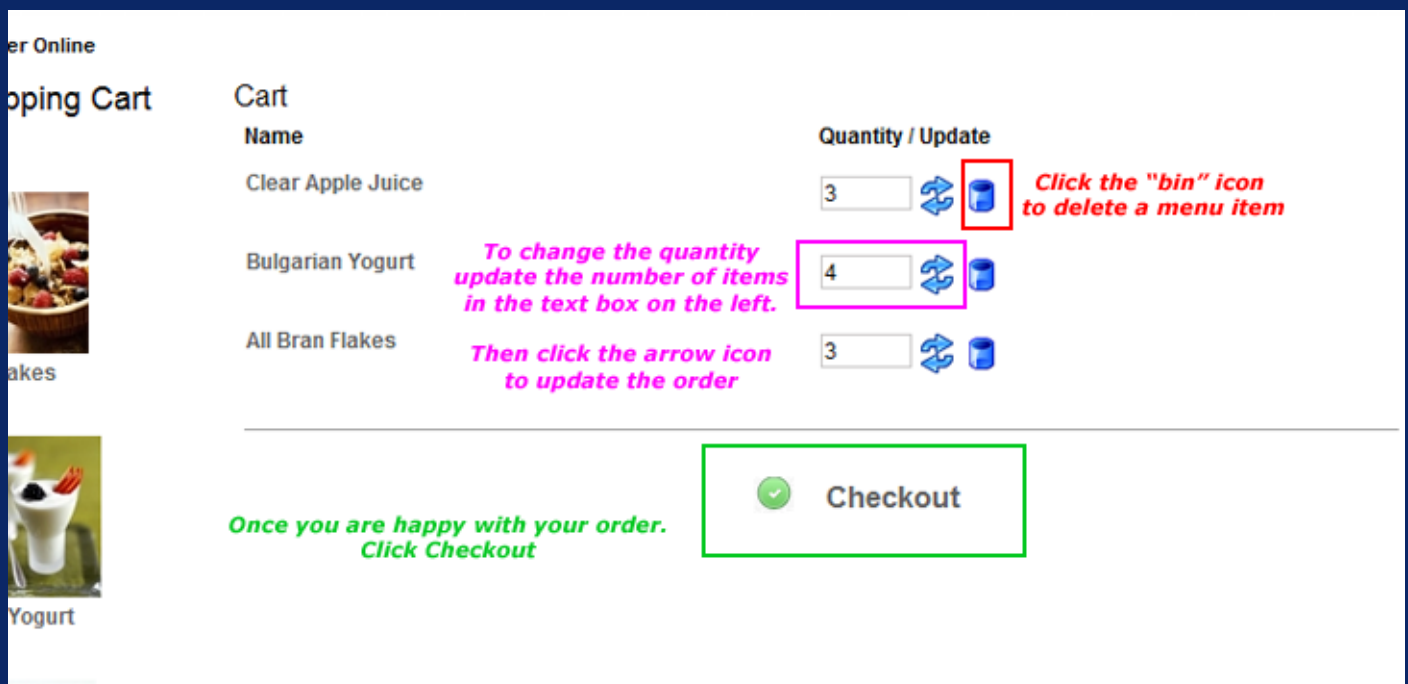 er Online
pping Cart
Cart
Name Quantity / Update
Clear Apple Juice 3
Click the "bin" icon
to delete a menu item
Bulgarian Yogurt 4
To change the quantity
update the number of items
in the text box on the left.
All Bran Flakes 3
Then click the arrow icon
to update the order
akes
Checkout
Once you are happy with your order.
Click Checkout
Yogurt